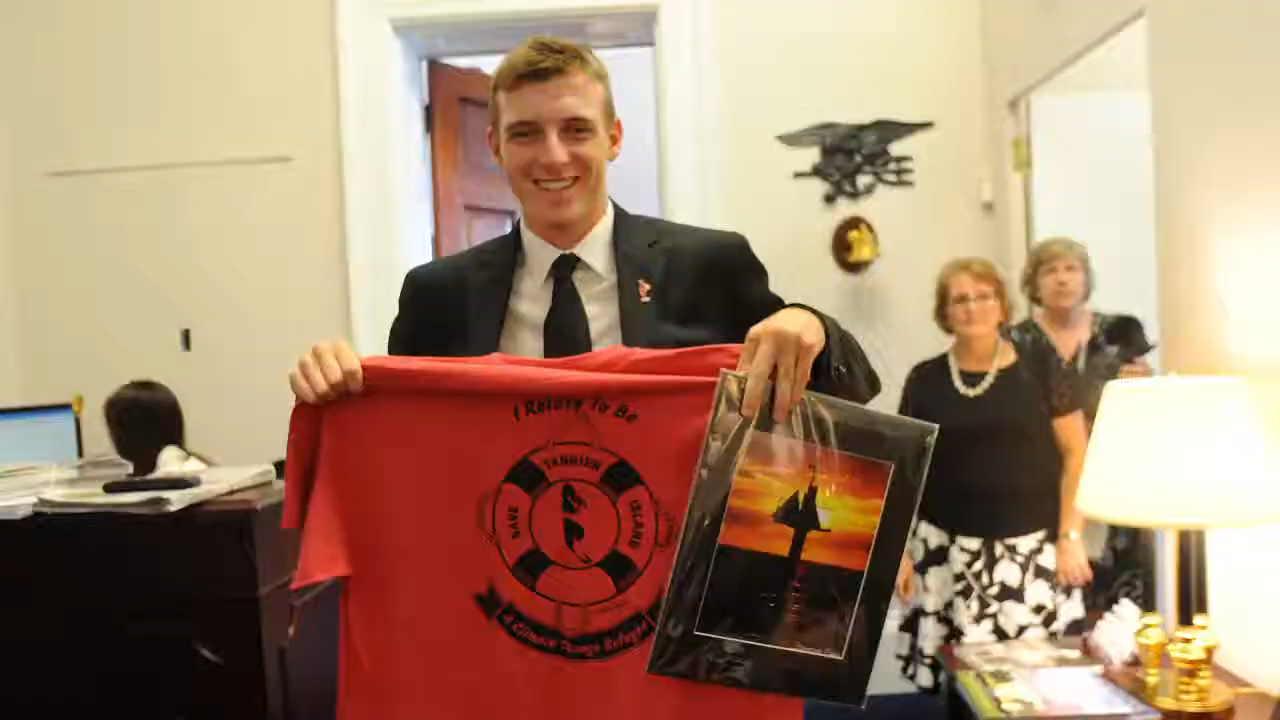 I Refuse To Be
TANGIER
SAVE
ISLAND
A Climate Change Refugee!